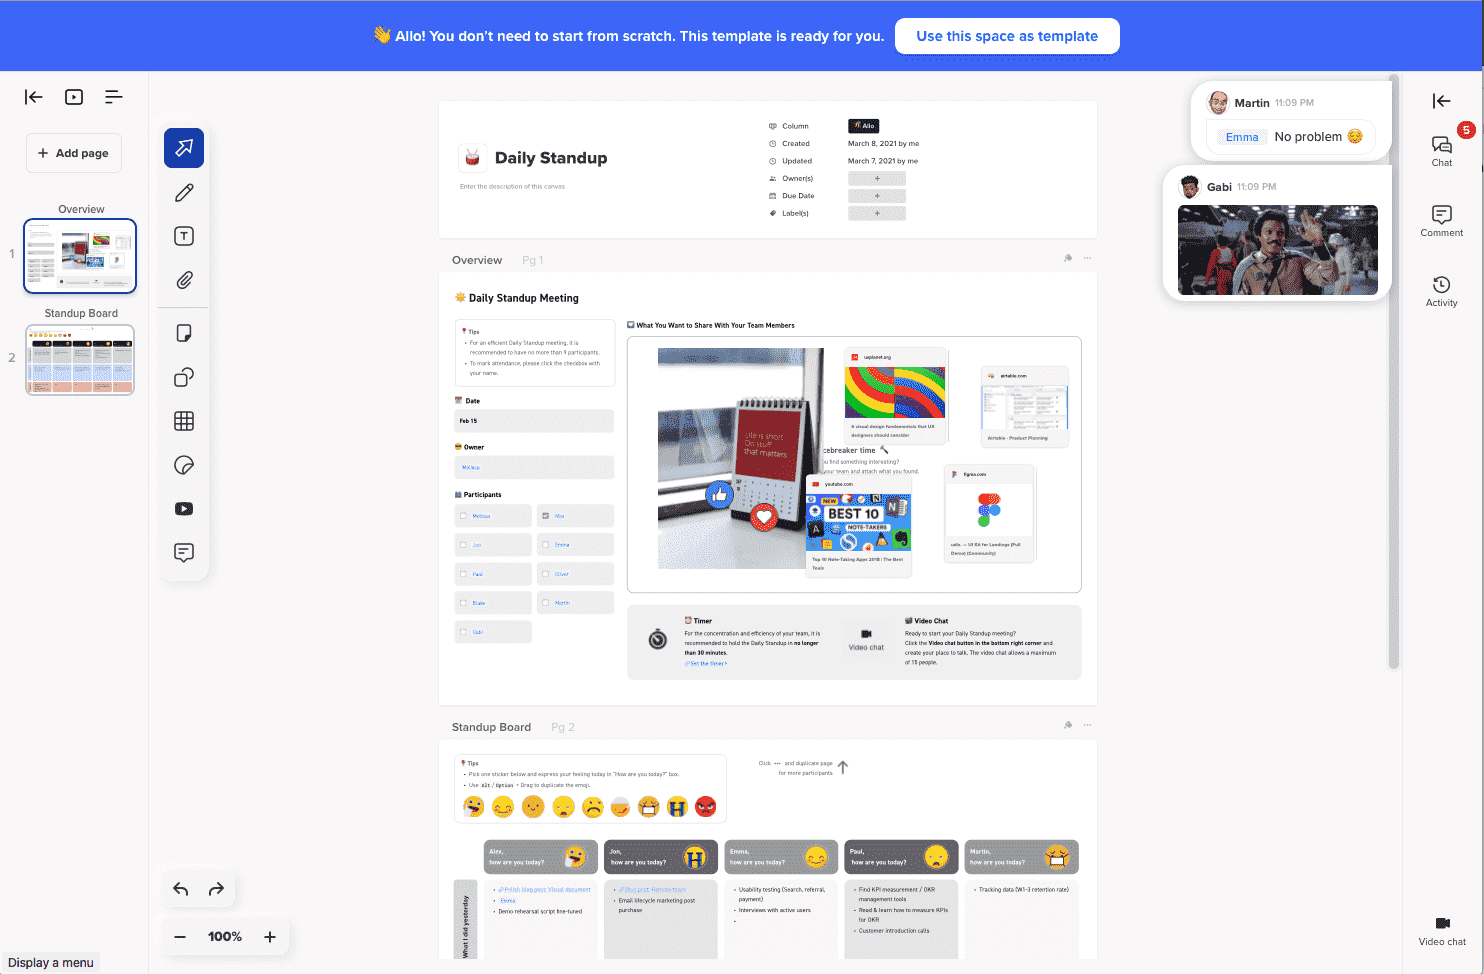 👋 Allo! You don't need to start from scratch. This template is ready for you.
Use this space as template
+ Add page
Overview
1
Standup Board
2
T
100%
Display a menu
Daily Standup
Enter the description of this canvas
Column
Allo
Created
March 8, 2021 by me
Updated
March 7, 2021 by me
Owner(s)
+
Due Date
+
Label(s)
+
Overview Pg 1
Daily Standup Meeting
Tips
• For an efficient Daily Standup meeting, it is
recommended to have no more than 9 participants.
• To mark attendance, please click the checkbox with
your name.
Date
Feb 15
Owner
Melissa
Participants
Melissa
May
Jon
Emma
Paul
Oliver
Blake
Martin
Gabi
What You Want to Share With Your Team Members
Life is short
Do stuff
that matters
uxplanet.org
5 visual design fundamentals that UX
designers should consider
airtable.com
Airtable - Product Planning
cebreaker time
ou find something interesting?
your team and attach what you found.
youtube.com
NEW
BEST 10
NOTE-TAKERS
Top 10 Note-Taking Apps 2018 | The Best
Tools
figma.com
Demo) (Community)
Timer
For the concentration and efficiency of your team, it is
recommended to hold the Daily Standup in no longer
than 30 minutes.
Set the timer>
Video chat
Video Chat
Ready to start your Daily Standup meeting?
Click the Video chat button in the bottom right corner and
create your place to talk. The video chat allows a maximum
of 15 people.
Standup Board Pg 2
Tips
• Pick one sticker below and express your feeling today in "How are you today?" box.
• Use Alt / Option + Drag to duplicate the emoji.
Click ••• and duplicate page
for more participants
Alex,
how are you today?
Jon,
how are you today?
Emma,
how are you today?
Paul,
how are you today?
Martin,
how are you today?
What I did yesterday
• Polish blog post: Visual document
• Emma
• Demo rehearsal script fine-tuned
• Blog post: Remote team
• Email lifecycle marketing post
purchase
• Usability testing (Search, referral,
payment)
• Interviews with active users
• Find KPI measurement / OKR
management tools
• Read & learn how to measure KPIs
for OKR
• Customer introduction calls
• Tracking data (W1-3 retention rate)
Martin 11:09 PM
Emma No problem 😌
Gabi 11:09 PM
5
Chat
Comment
Activity
Video chat